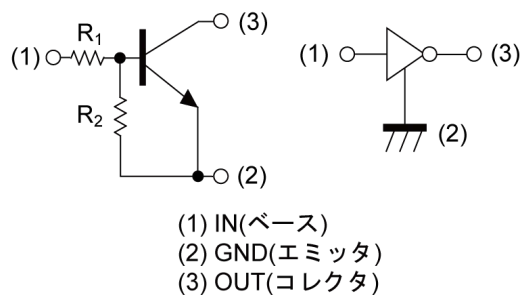 (3)
R₁
(1)
R₂
(2)
(1)
(3)
(2)
(1) IN(ベース)
(2) GND(エミッタ)
(3) OUT(コレクタ)